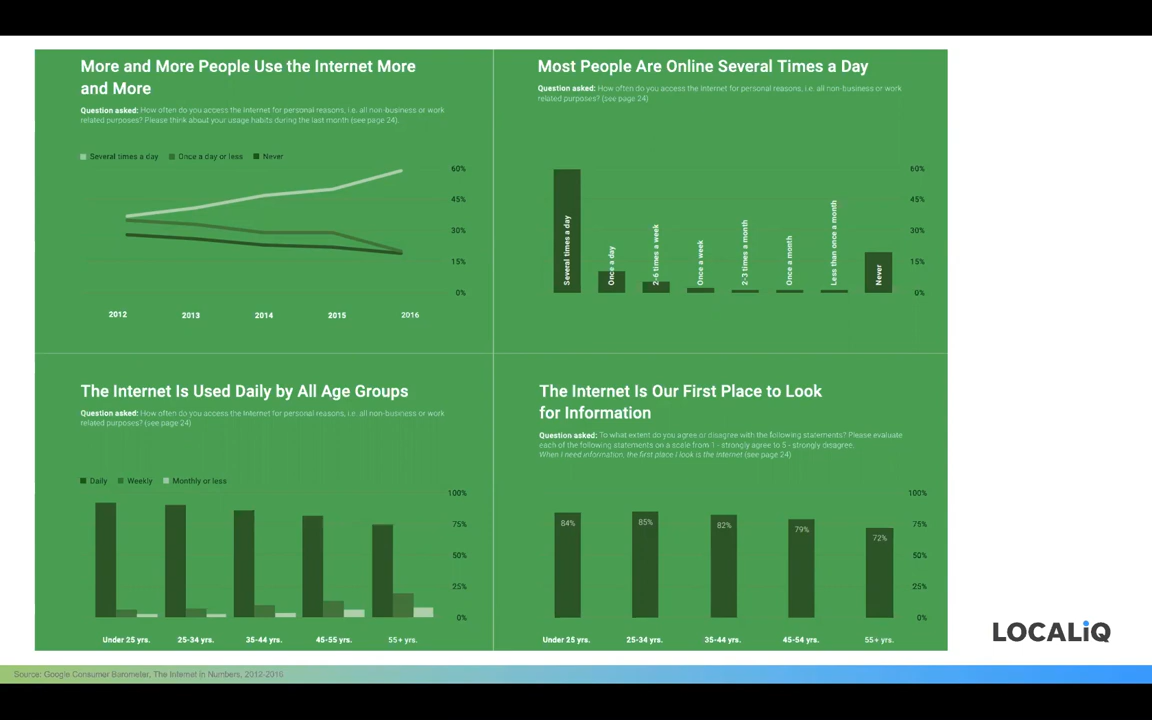 More and More People Use the Internet More
and More
Question asked: How often do you access the Internet for personal reasons, i.e. all non-business or work
related purposes? Please think about your usage habits during the last month (see page 24).
Several times a day Once a day or less Never
60%
45%
30%
15%
0%
2012 2013 2014 2015 2016
Most People Are Online Several Times a Day
Question asked: How often do you access the Internet for personal reasons, i.e. all non-business or work
related purposes? (see page 24)
60%
45%
30%
15%
0%
Several times a day
Once a day
2-6 times a week
Once a week
2-3 times a month
Once a month
Less than once a month
Never
The Internet Is Used Daily by All Age Groups
Question asked: How often do you access the Internet for personal reasons, i.e. all non-business or work
related purposes? (see page 24)
Daily Weekly Monthly or less
100%
75%
50%
25%
0%
Under 25 yrs. 25-34 yrs. 35-44 yrs. 45-55 yrs. 55+ yrs.
The Internet Is Our First Place to Look
for Information
Question asked: To what extent do you agree or disagree with the following statements? Please evaluate
each of the following statements on a scale from 1 - strongly agree to 5 - strongly disagree.
When I need information, the first place I look is the Internet (see page 24)
100%
75%
50%
25%
0%
84% 85% 82% 79% 72%
Under 25 yrs. 25-34 yrs. 35-44 yrs. 45-54 yrs. 55+ yrs.
LOCALiQ
Source: Google Consumer Barometer, The Internet in Numbers, 2012-2016